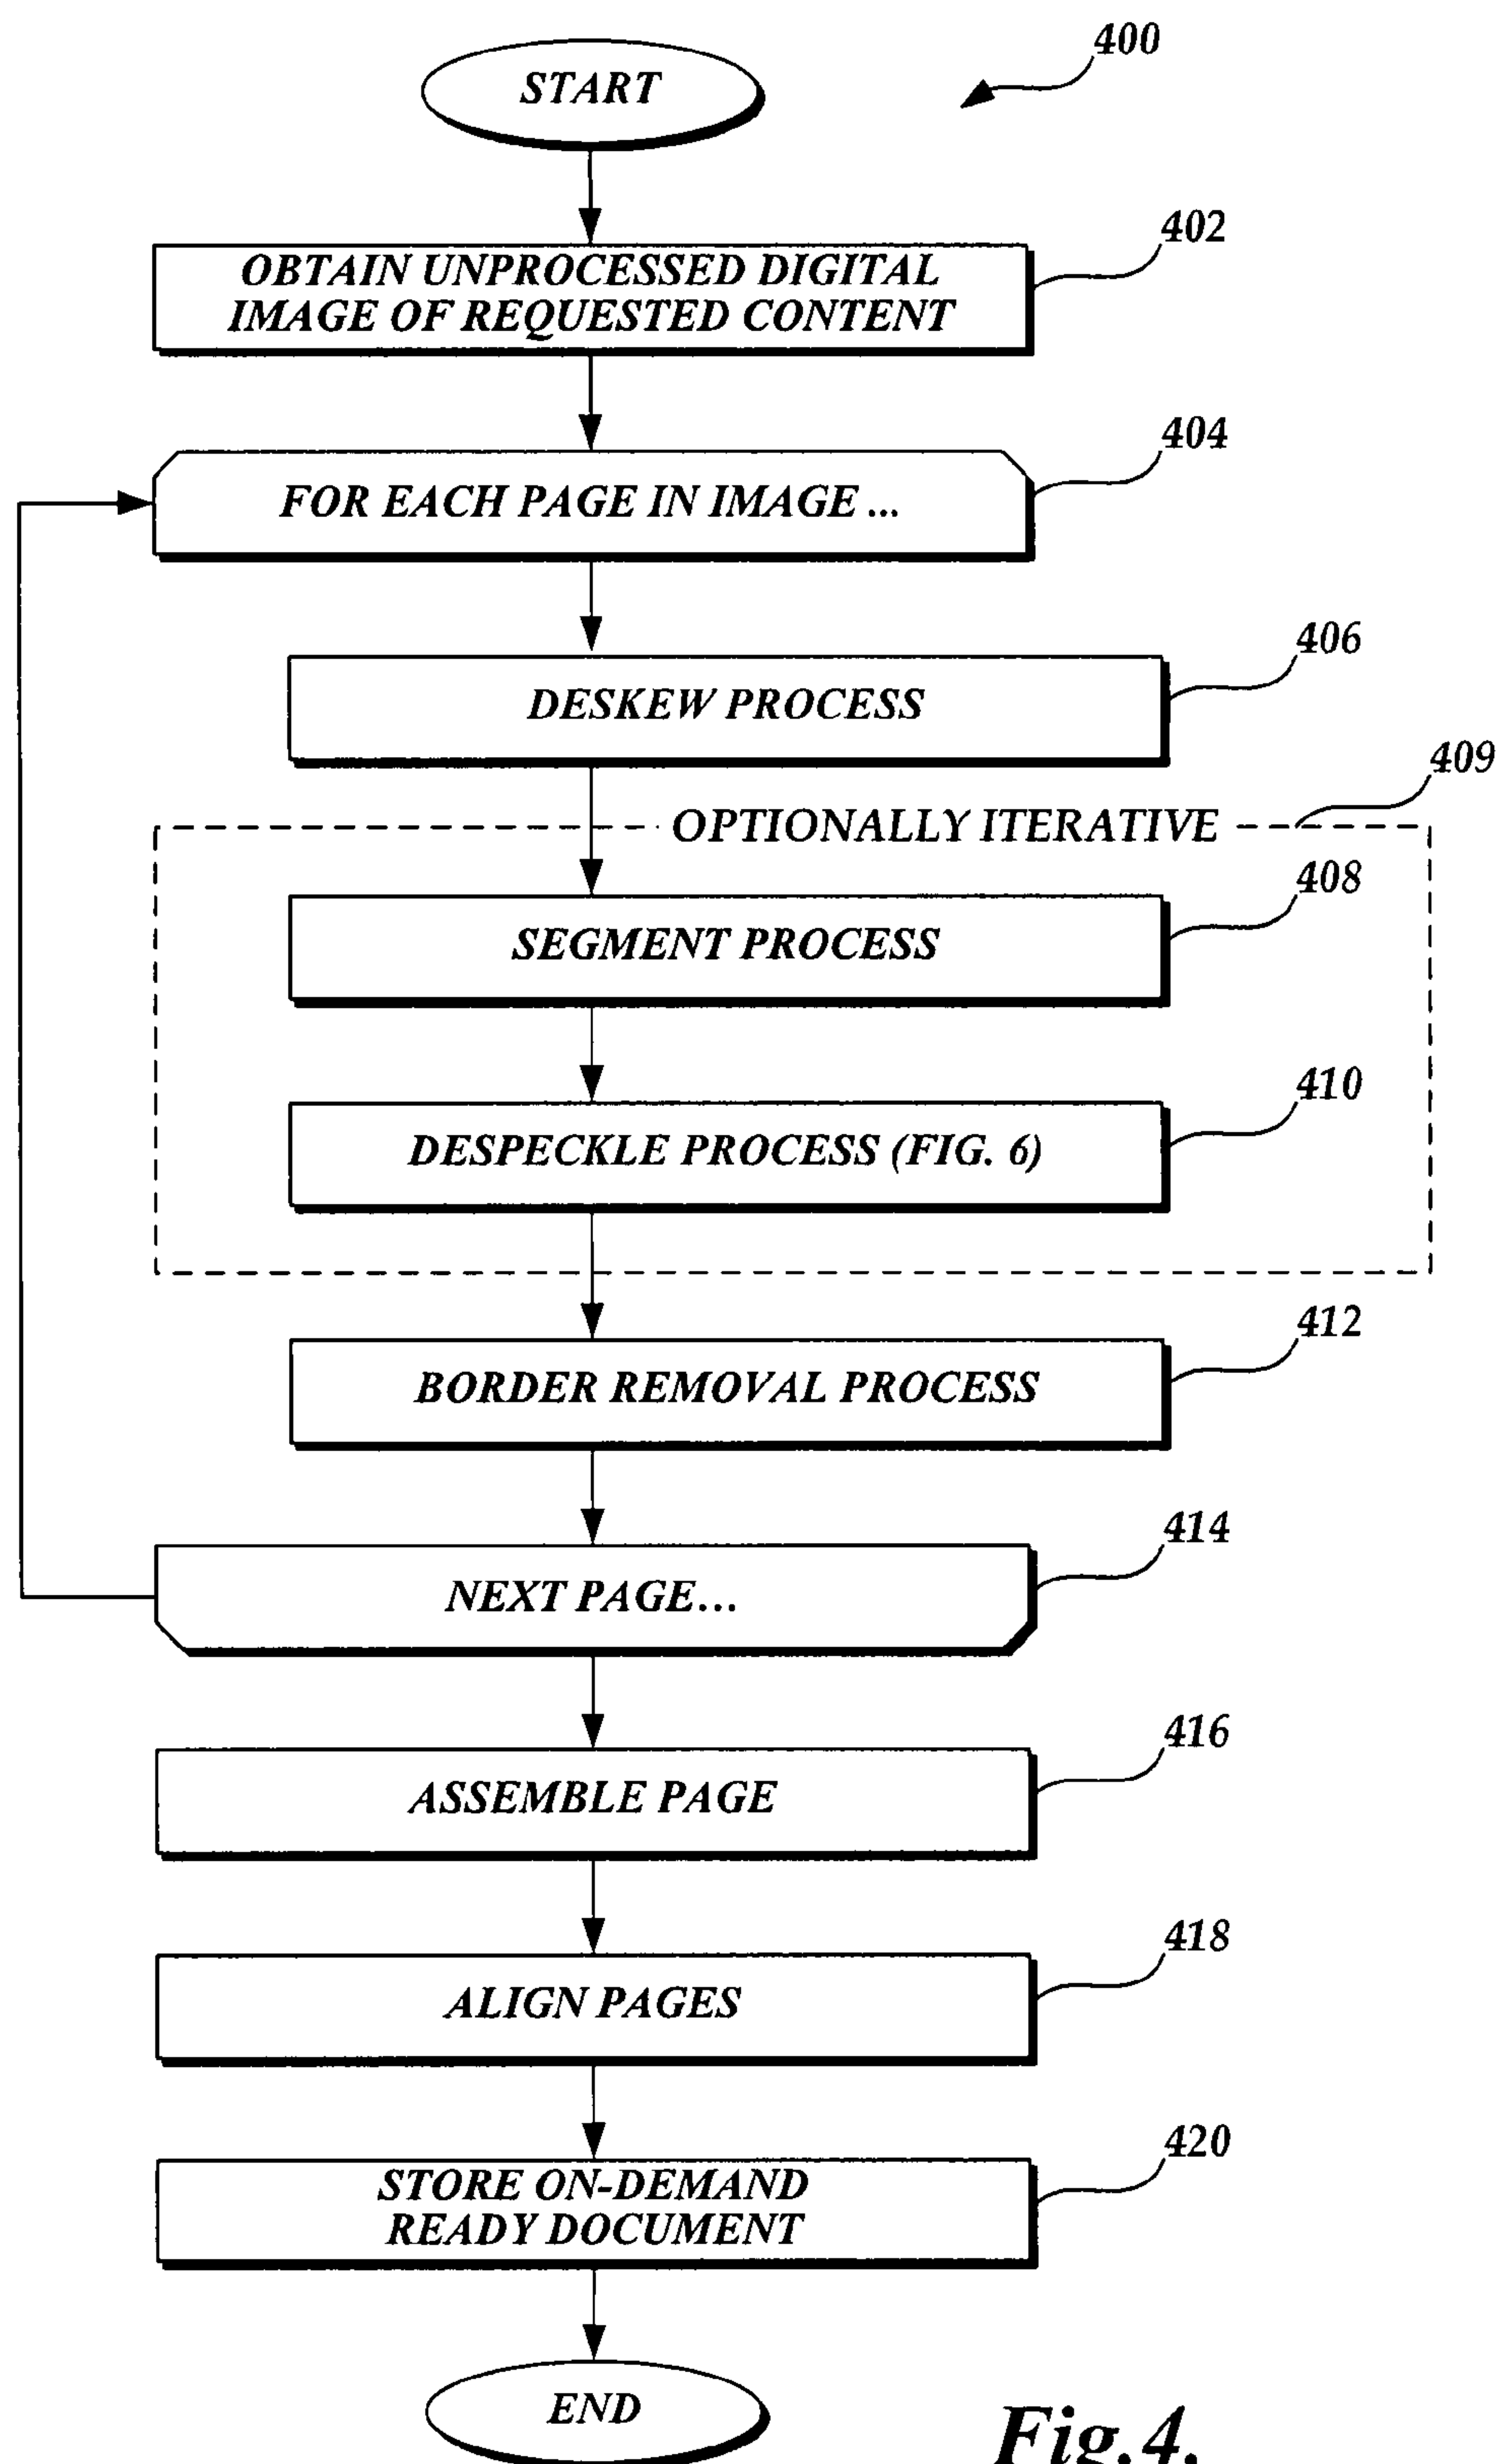 400
START
402
OBTAIN UNPROCESSED DIGITAL
IMAGE OF REQUESTED CONTENT
404
FOR EACH PAGE IN IMAGE ...
406
DESKEW PROCESS
409
OPTIONALLY ITERATIVE
408
SEGMENT PROCESS
410
DESPECKLE PROCESS (FIG. 6)
412
BORDER REMOVAL PROCESS
414
NEXT PAGE...
416
ASSEMBLE PAGE
418
ALIGN PAGES
420
STORE ON-DEMAND
READY DOCUMENT
END
Fig.4.